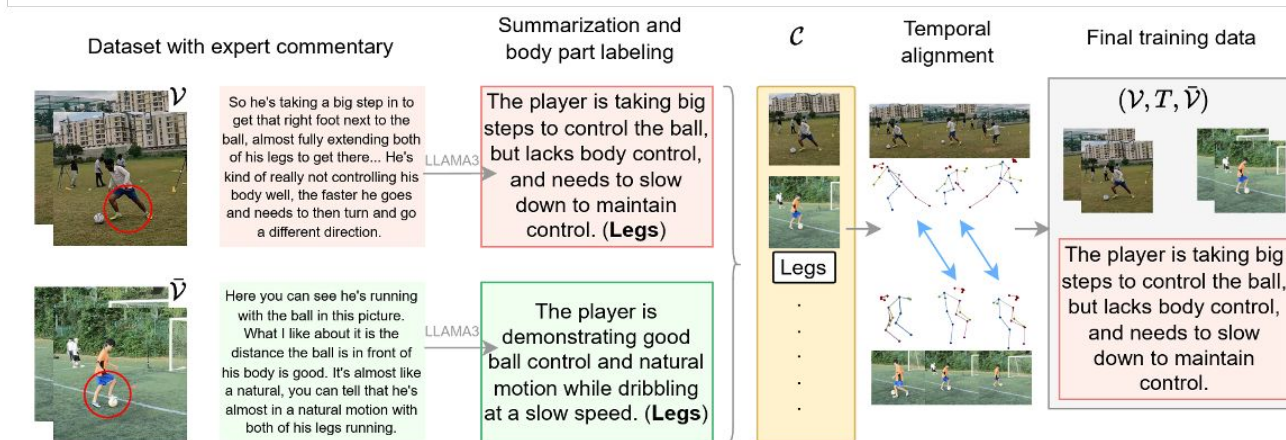 Dataset with expert commentary
Summarization and
body part labeling
𝒞
Temporal
alignment
Final training data
𝒱
So he's taking a big step in to
get that right foot next to the
ball, almost fully extending both
of his legs to get there... He's
kind of really not controlling his
body well, the faster he goes
and needs to then turn and go
a different direction.
LLAMA3
The player is taking big
steps to control the ball,
but lacks body control,
and needs to slow
down to maintain
control. (Legs)
𝒱̄
Here you can see he's running
with the ball in this picture.
What I like about it is the
distance the ball is in front of
his body is good. It's almost like
a natural, you can tell that he's
almost in a natural motion with
both of his legs running.
LLAMA3
The player is
demonstrating good
ball control and natural
motion while dribbling
at a slow speed. (Legs)
Legs
(𝒱, T, 𝒱̄)
The player is taking big
steps to control the ball,
but lacks body control,
and needs to slow
down to maintain
control.